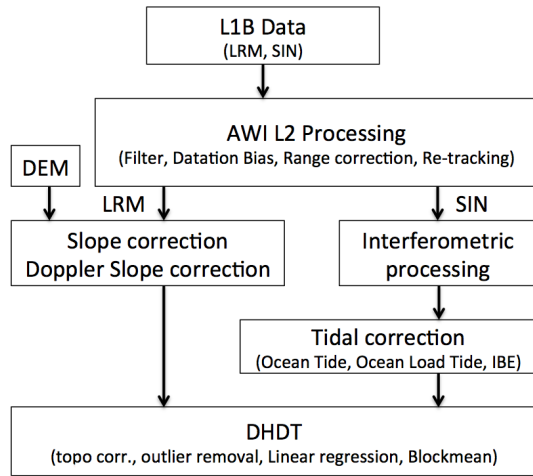 L1B Data
(LRM, SIN)
AWI L2 Processing
(Filter, Datation Bias, Range correction, Re-tracking)
DEM
LRM
SIN
Slope correction
Doppler Slope correction
Interferometric
processing
Tidal correction
(Ocean Tide, Ocean Load Tide, IBE)
DHDT
(topo corr., outlier removal, Linear regression, Blockmean)